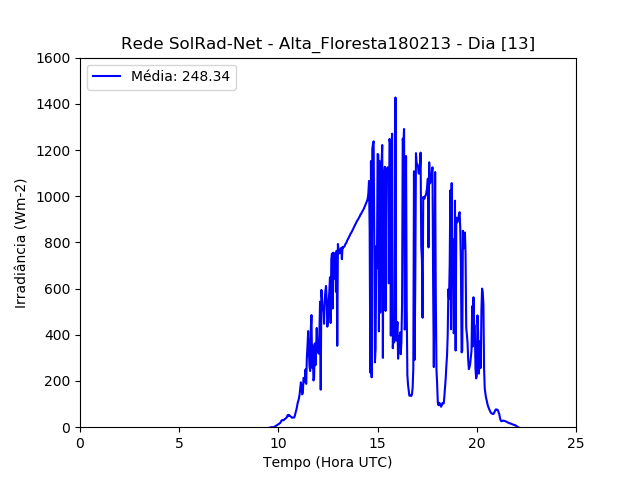 Rede SolRad-Net - Alta_Floresta180213 - Dia [13]
Média: 248.34
Irradiância (Wm-2)
1600
1400
1200
1000
800
600
400
200
0
0 5 10 15 20 25
Tempo (Hora UTC)